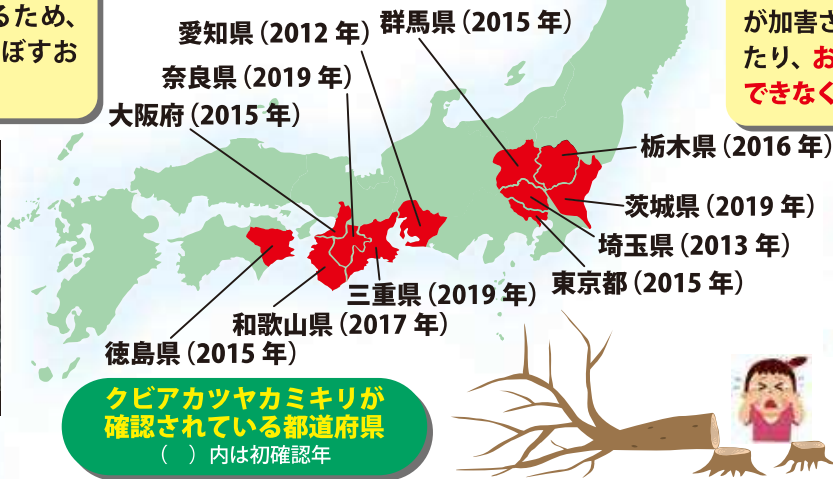 るため、
ぼすお
が加害さ
たり、お
できなく
愛知県（2012 年）
群馬県（2015 年）
奈良県（2019 年）
大阪府（2015 年）
栃木県（2016 年）
茨城県（2019 年）
埼玉県（2013 年）
東京都（2015 年）
三重県（2019 年）
和歌山県（2017 年）
徳島県（2015 年）
クビアカツヤカミキリが
確認されている都道府県
（　）内は初確認年